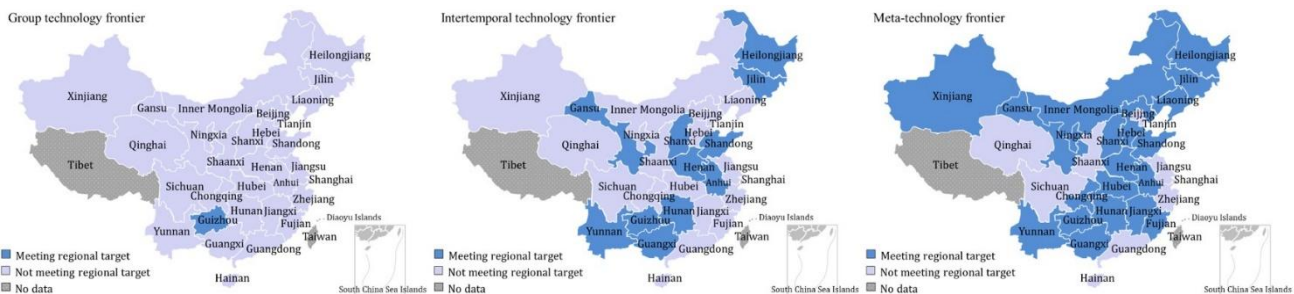 Group technology frontier
Heilongjiang
Jilin
Liaoning
Xinjiang
Gansu
Inner Mongolia
Beijing
Tianjin
Hebei
Ningxia
Shanxi
Shandong
Qinghai
Shaanxi
Henan
Jiangsu
Tibet
Sichuan
Hubei
Anhui
Shanghai
Chongqing
Zhejiang
Hunan
Jiangxi
Guizhou
Fujian
Diaoyu Islands
Yunnan
Taiwan
Guangxi
Guangdong
Hainan
South China Sea Islands
Meeting regional target
Not meeting regional target
No data
Intertemporal technology frontier
Heilongjiang
Jilin
Liaoning
Xinjiang
Gansu
Inner Mongolia
Beijing
Tianjin
Hebei
Ningxia
Shanxi
Shandong
Qinghai
Shaanxi
Henan
Jiangsu
Tibet
Sichuan
Hubei
Anhui
Shanghai
Chongqing
Zhejiang
Hunan
Jiangxi
Guizhou
Fujian
Diaoyu Islands
Yunnan
Taiwan
Guangxi
Guangdong
Hainan
South China Sea Islands
Meeting regional target
Not meeting regional target
No data
Meta-technology frontier
Heilongjiang
Jilin
Liaoning
Xinjiang
Gansu
Inner Mongolia
Beijing
Tianjin
Hebei
Ningxia
Shanxi
Shandong
Qinghai
Shaanxi
Henan
Jiangsu
Tibet
Sichuan
Hubei
Anhui
Shanghai
Chongqing
Zhejiang
Hunan
Jiangxi
Guizhou
Fujian
Diaoyu Islands
Yunnan
Taiwan
Guangxi
Guangdong
Hainan
South China Sea Islands
Meeting regional target
Not meeting regional target
No data